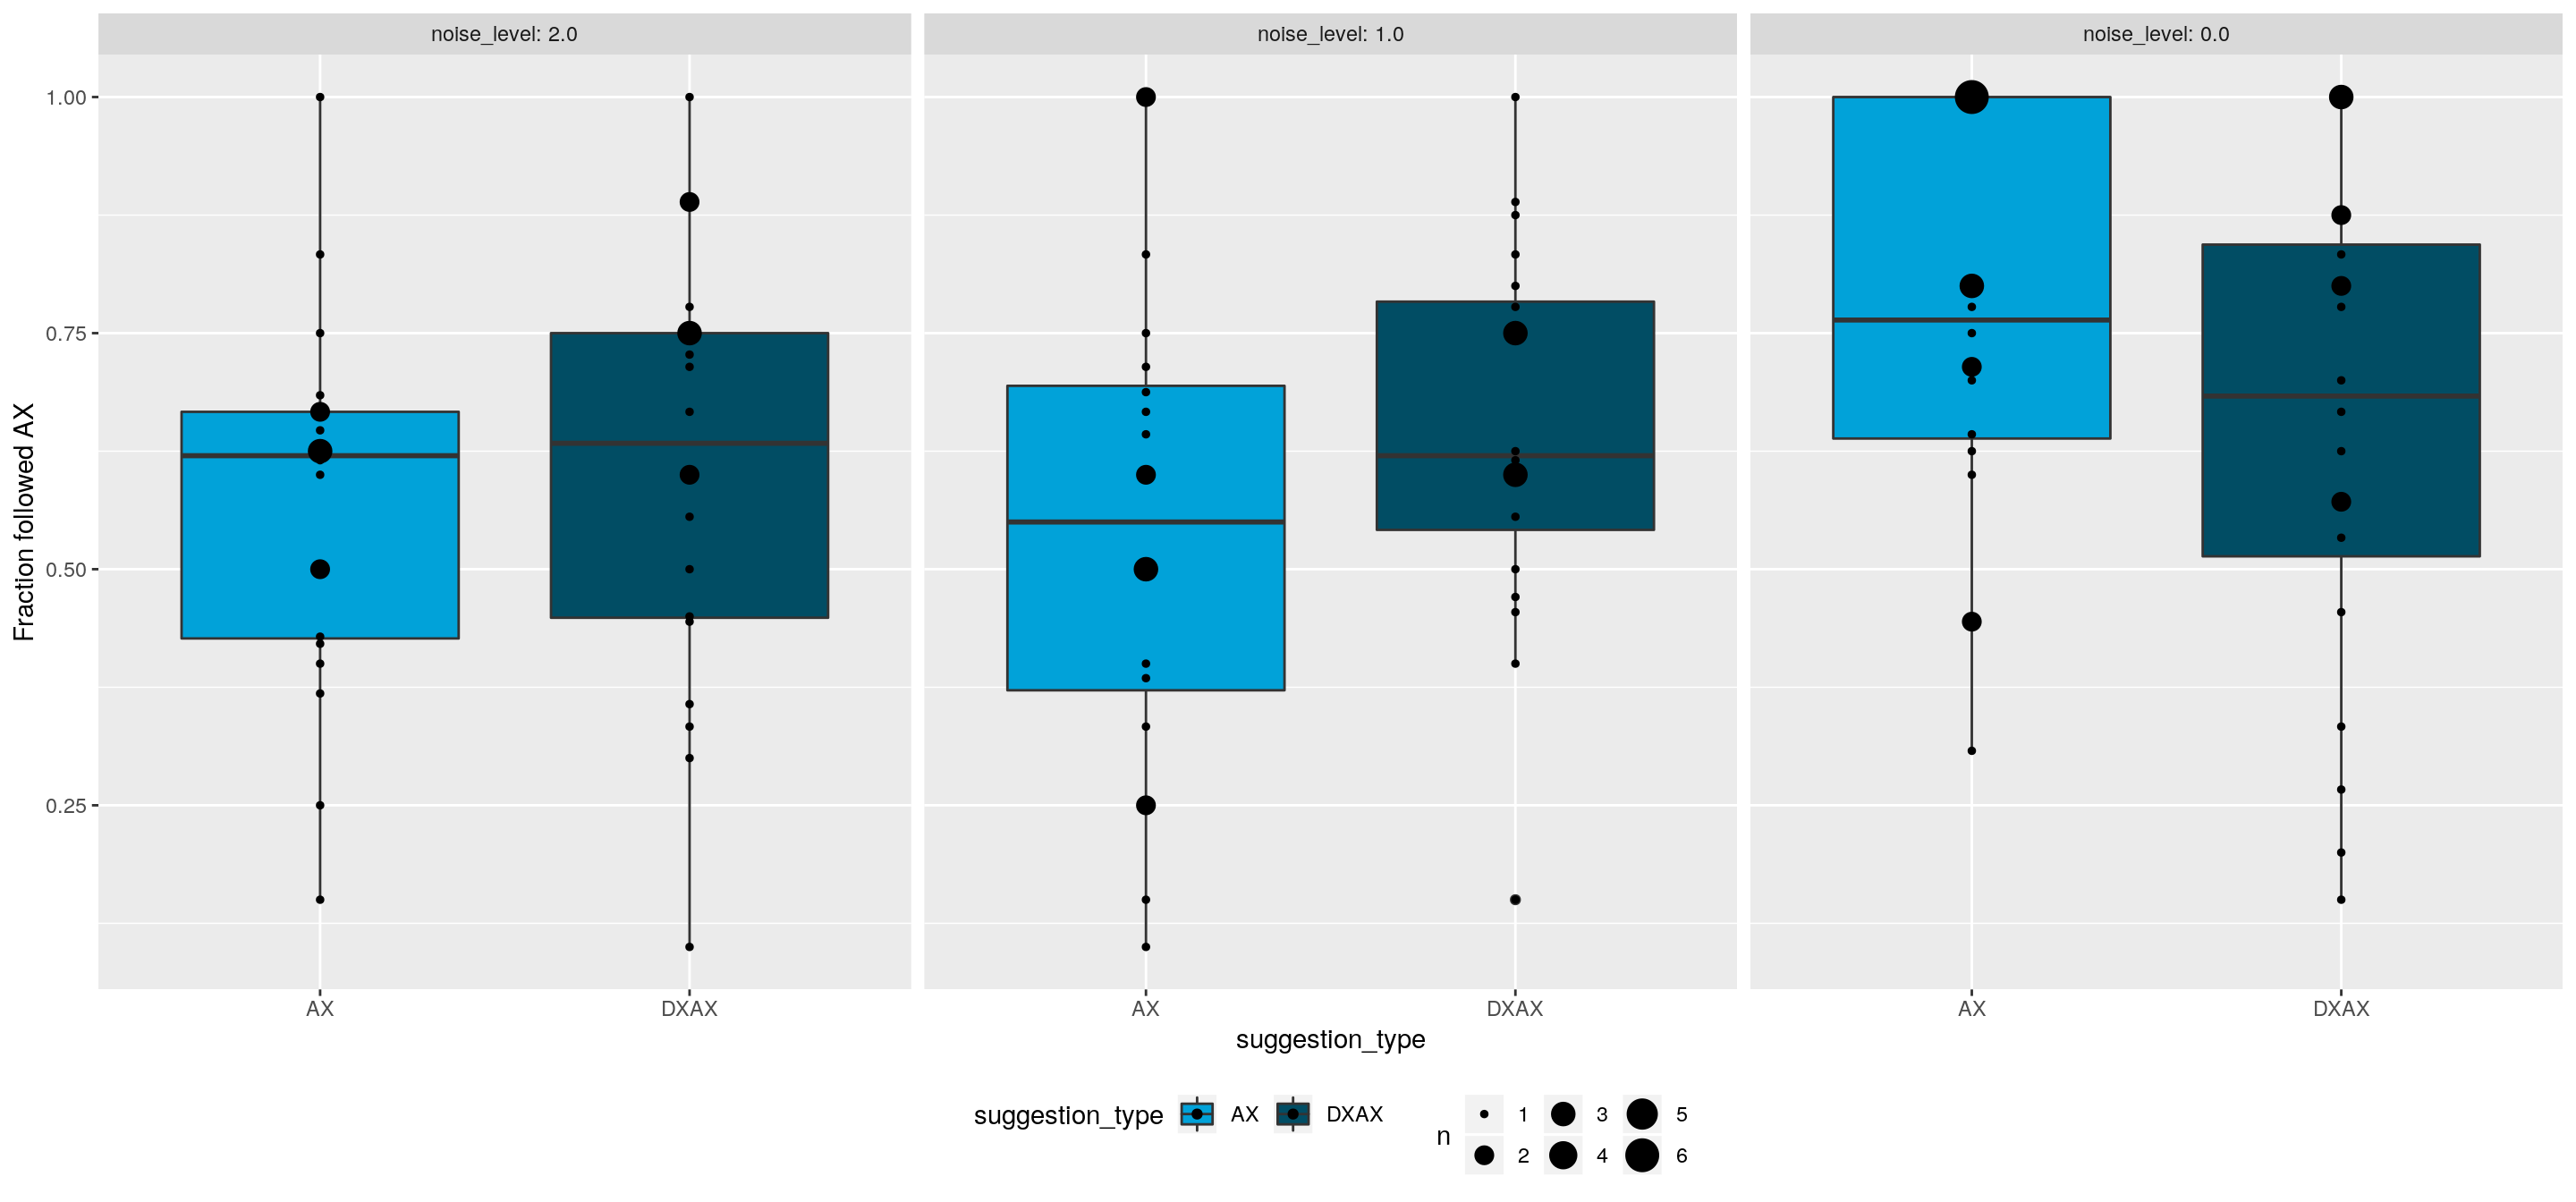 noise_level: 2.0 noise_level: 1.0 noise_level: 0.0
Fraction followed AX
1.00
0.75
0.50
0.25
AX DXAX AX DXAX AX DXAX
suggestion_type
suggestion_type AX DXAX n 1 3 5
2 4 6